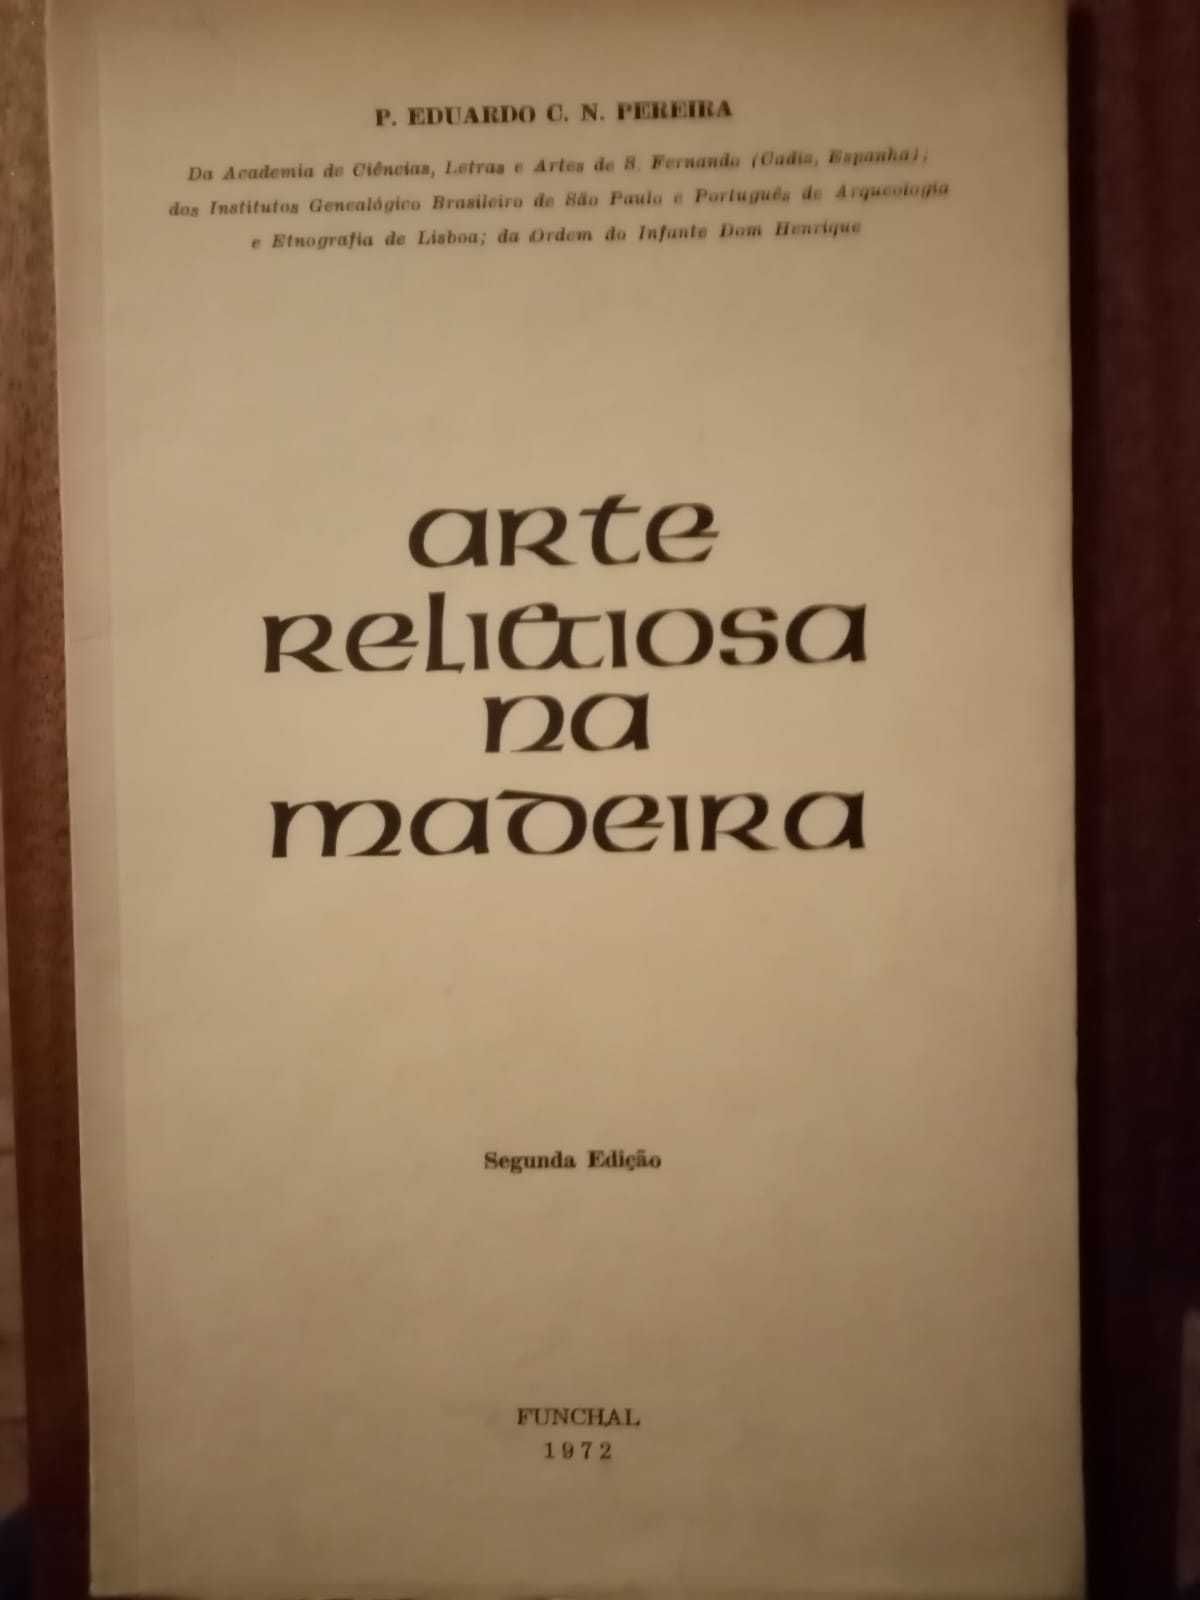 P. EDUARDO C. N. PEREIRA
Da Academia de Ciências, Letras e Artes de S. Fernando (Cadis, Espanha);
dos Institutos Genealógico Brasileiro de São Paulo e Português de Arqueologia
e Etnografia de Lisboa; da Ordem do Infante Dom Henrique
arte
religiosa
na
madeira
Segunda Edição
FUNCHAL
1972